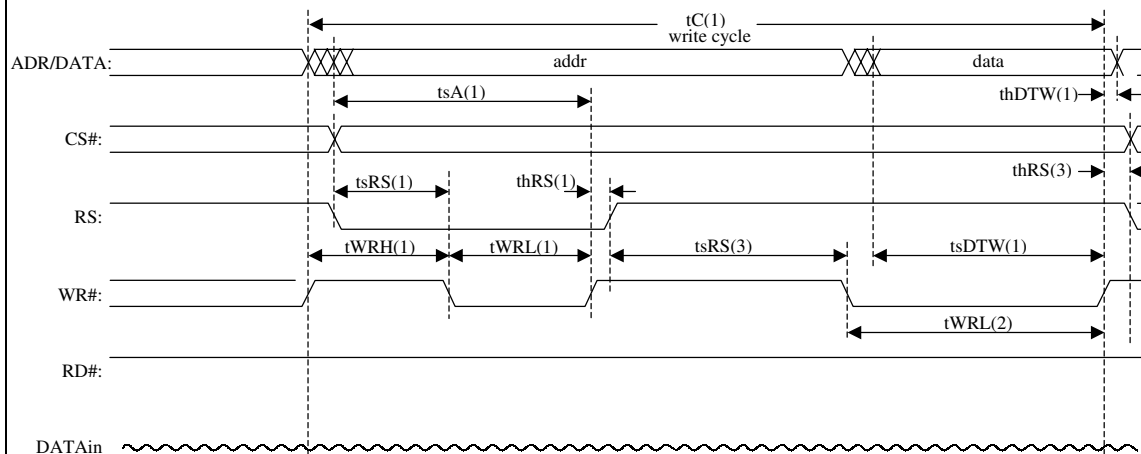 tC(1)
write cycle
ADR/DATA: addr data
tsA(1) thDTW(1)
CS#:
tsRS(1) thRS(1) thRS(3)
RS:
tWRH(1) tWRL(1) tsRS(3) tsDTW(1)
WR#:
tWRL(2)
RD#:
DATAin